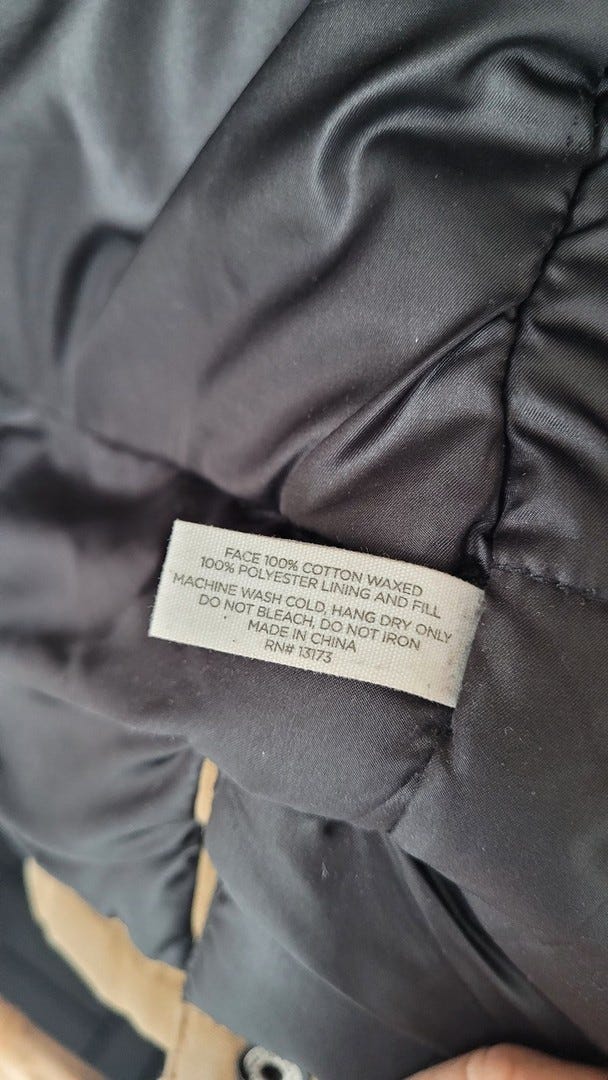 FACE 100% COTTON WAXED
100% POLYESTER LINING AND FILL
MACHINE WASH COLD, HANG DRY ONLY
DO NOT BLEACH, DO NOT IRON
MADE IN CHINA
RN# 13173